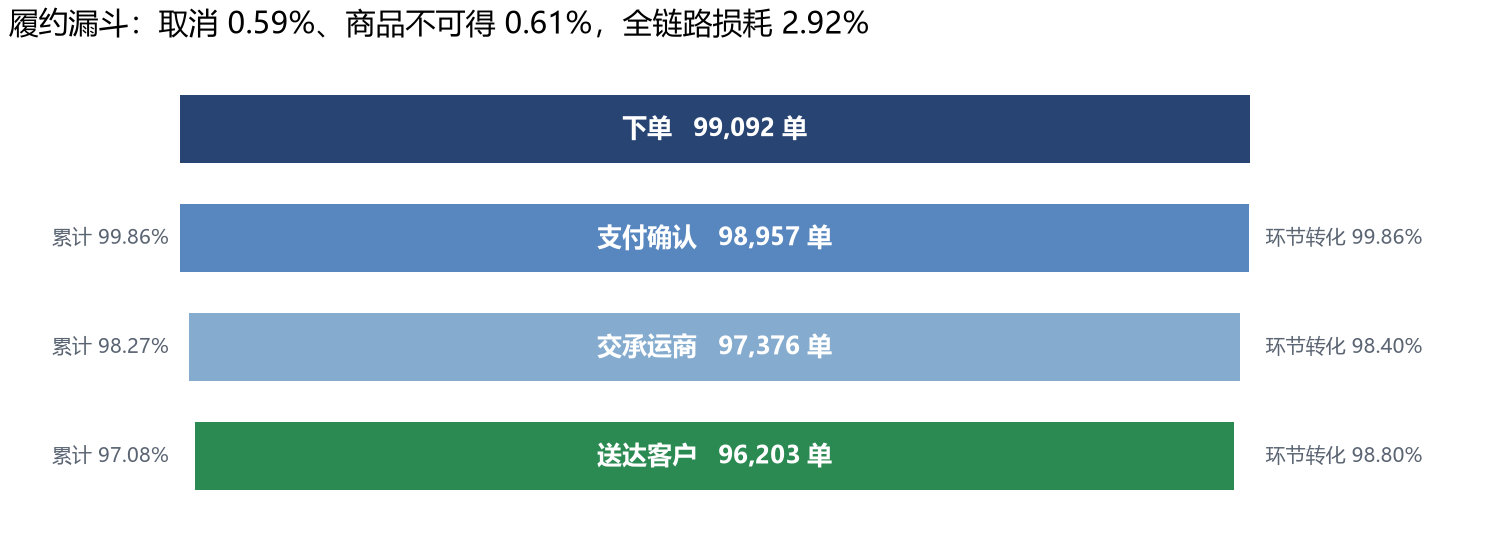 履约漏斗：取消 0.59%、商品不可得 0.61%，全链路损耗 2.92%
下单 99,092 单
累计 99.86% 支付确认 98,957 单 环节转化 99.86%
累计 98.27% 交承运商 97,376 单 环节转化 98.40%
累计 97.08% 送达客户 96,203 单 环节转化 98.80%